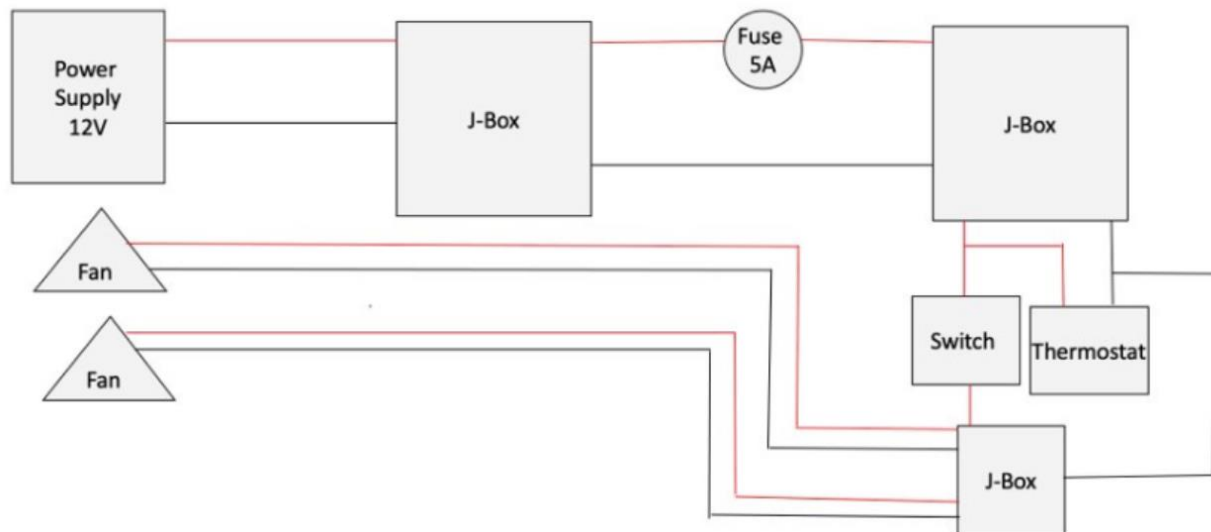 Power
Supply
12V
J-Box
Fuse
5A
J-Box
Fan
Fan
Switch
Thermostat
J-Box